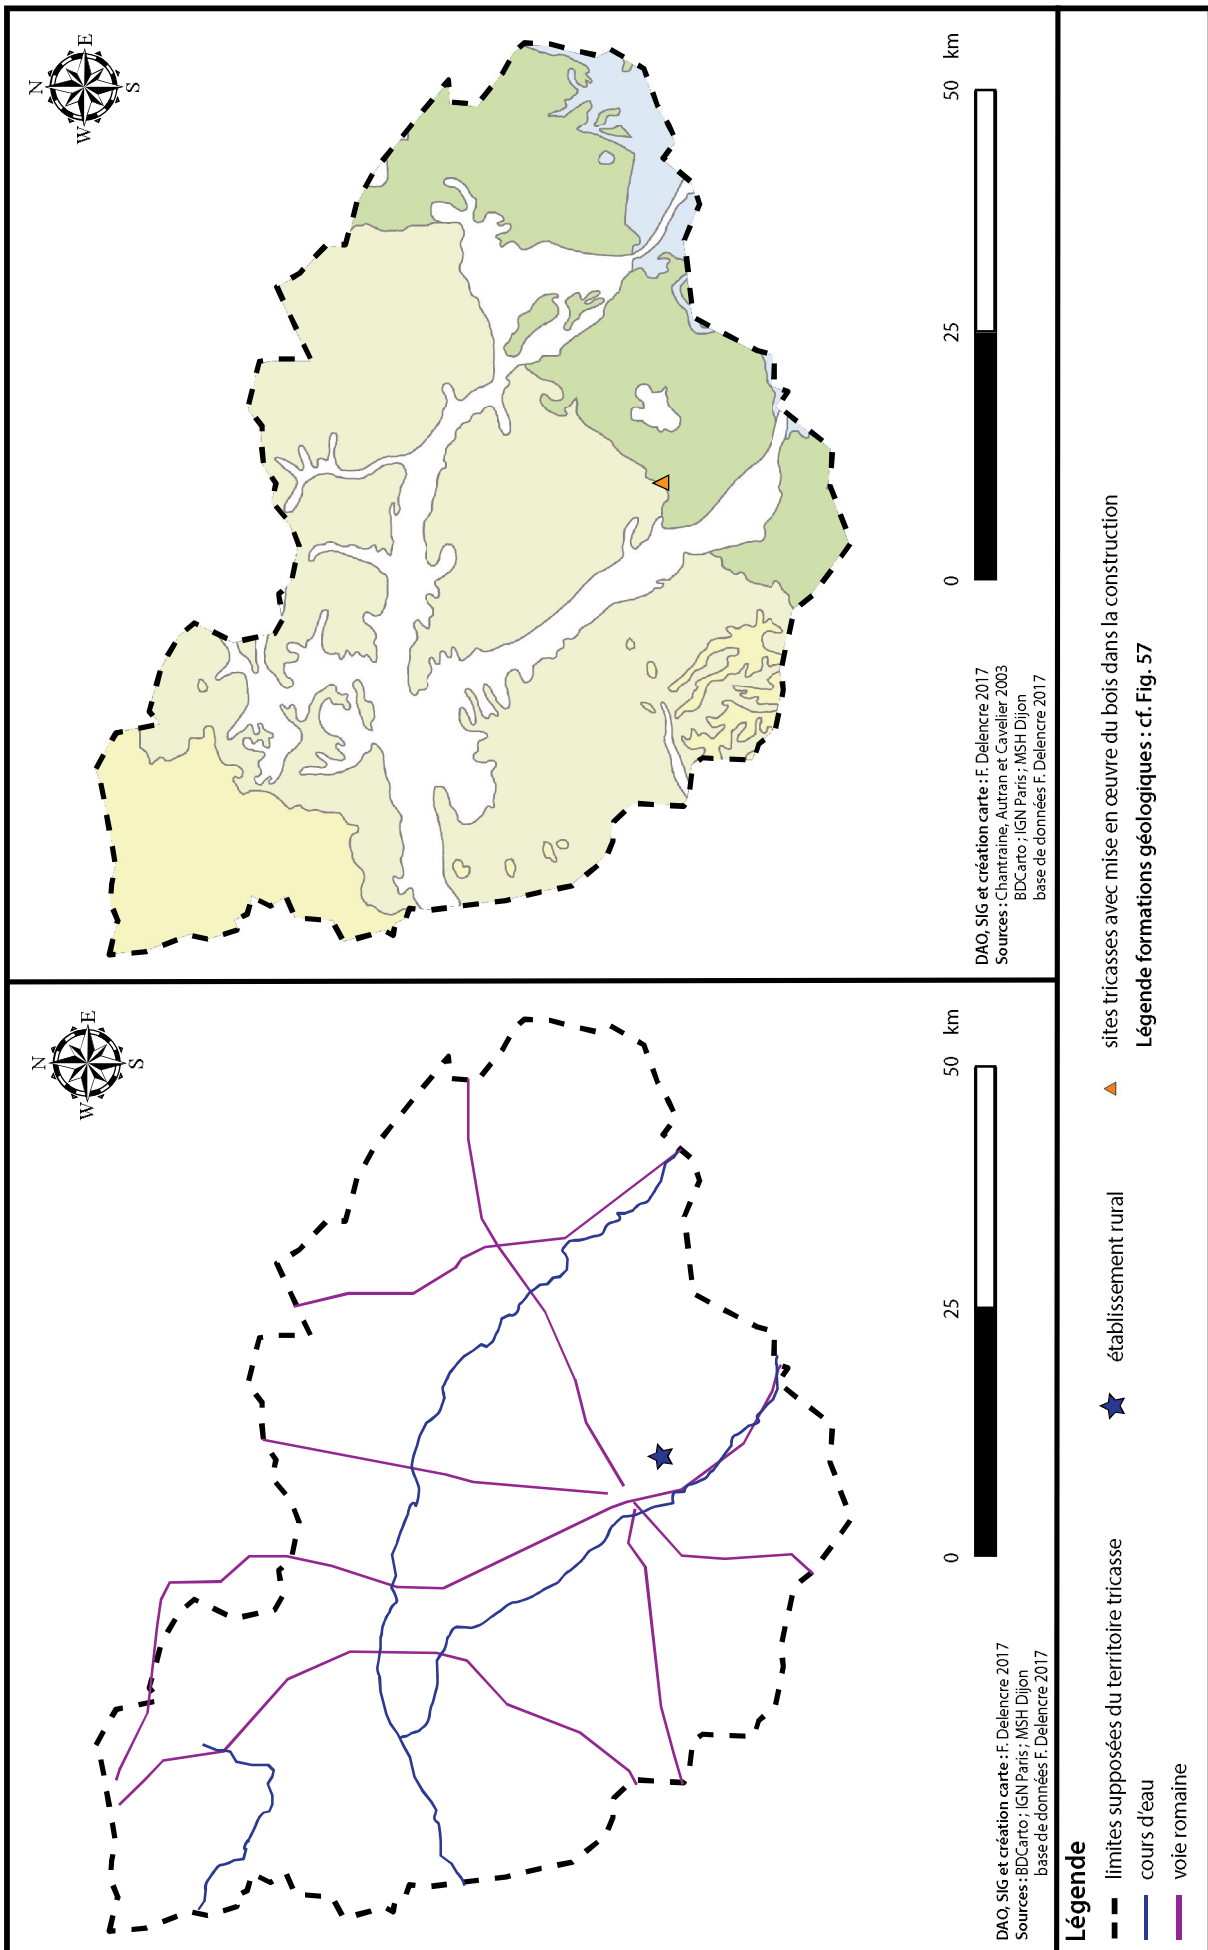 N
E
S
W
0
25
50
km
DAO, SIG et création carte : F. Delencre 2017
Sources : BDCarto ; IGN Paris ; MSH Dijon
base de données F. Delencre 2017
N
E
S
W
0
25
50
km
DAO, SIG et création carte : F. Delencre 2017
Sources : Chantraine, Autran et Cavelier 2003
BDCarto ; IGN Paris ; MSH Dijon
base de données F. Delencre 2017
Légende
limites supposées du territoire tricasse
cours d'eau
voie romaine
établissement rural
sites tricasses avec mise en œuvre du bois dans la construction
Légende formations géologiques : cf. Fig. 57